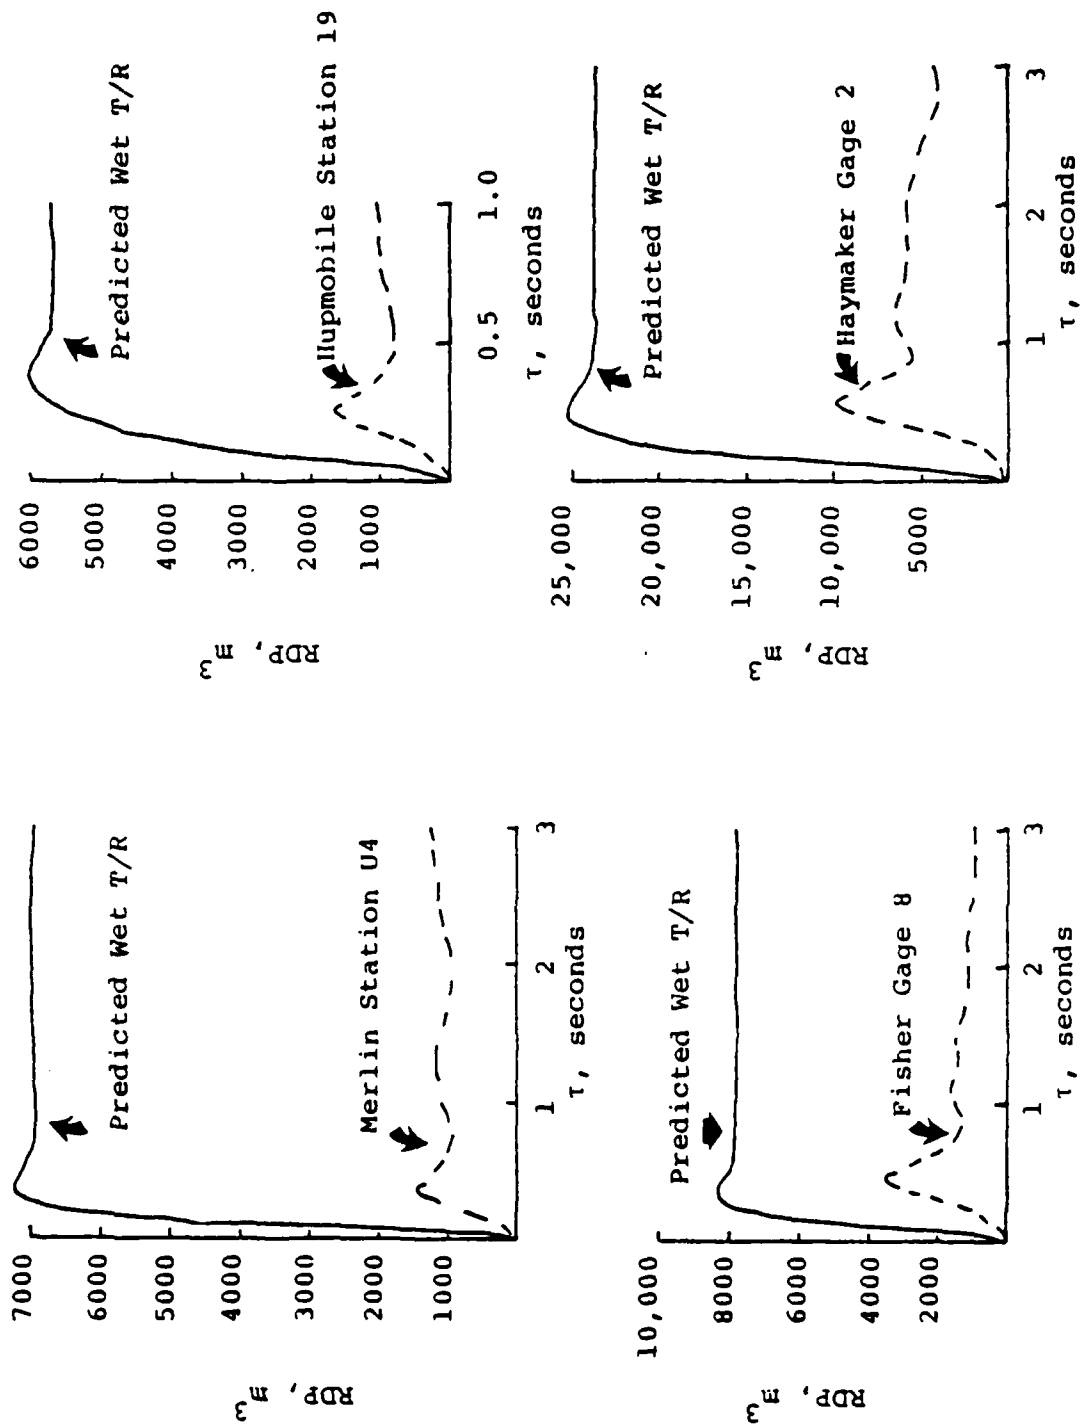 RDP, m³
7000
6000
5000
4000
3000
2000
1000
Predicted Wet T/R
Merlin Station U4
1 2 3
τ, seconds
RDP, m³
6000
5000
4000
3000
2000
1000
Predicted Wet T/R
Hupmobile Station 19
0.5 1.0
τ, seconds
RDP, m³
10,000
8000
6000
4000
2000
Predicted Wet T/R
Fisher Gage 8
1 2 3
τ, seconds
RDP, m³
25,000
20,000
15,000
10,000
5000
Predicted Wet T/R
Haymaker Gage 2
1 2 3
τ, seconds